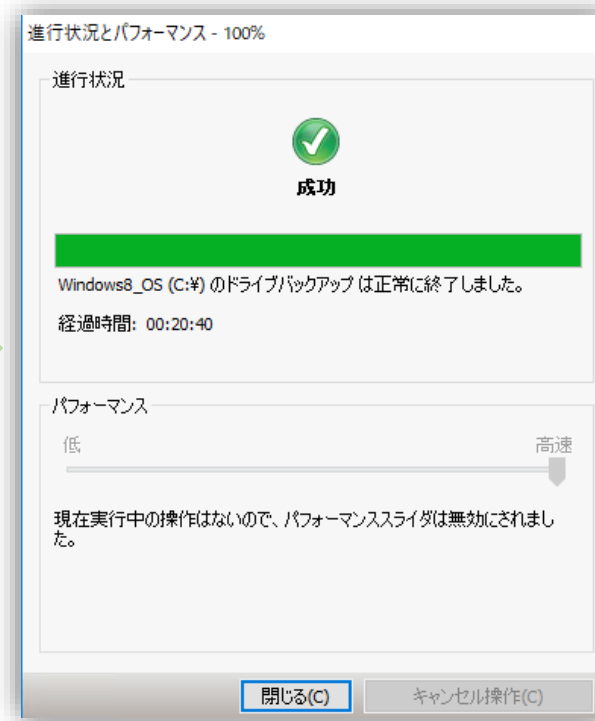 進行状況とパフォーマンス - 100%
進行状況
成功
Windows8_OS (C:¥) のドライブバックアップ は正常に終了しました。
経過時間: 00:20:40
パフォーマンス
低 高速
現在実行中の操作はないので、パフォーマンススライダは無効にされまし
た。
閉じる(C) キャンセル操作(C)